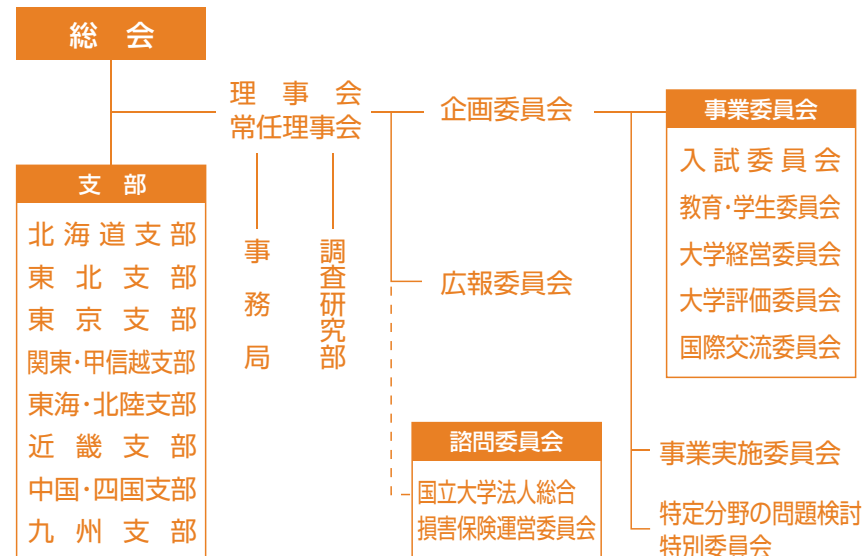 総 会
支 部
北海道支部
東北支部
東京支部
関東・甲信越支部
東海・北陸支部
近畿支部
中国・四国支部
九州支部
理事会
常任理事会
事務局
調査研究部
企画委員会
広報委員会
諮問委員会
国立大学法人総合
損害保険運営委員会
事業委員会
入試委員会
教育・学生委員会
大学経営委員会
大学評価委員会
国際交流委員会
事業実施委員会
特定分野の問題検討
特別委員会